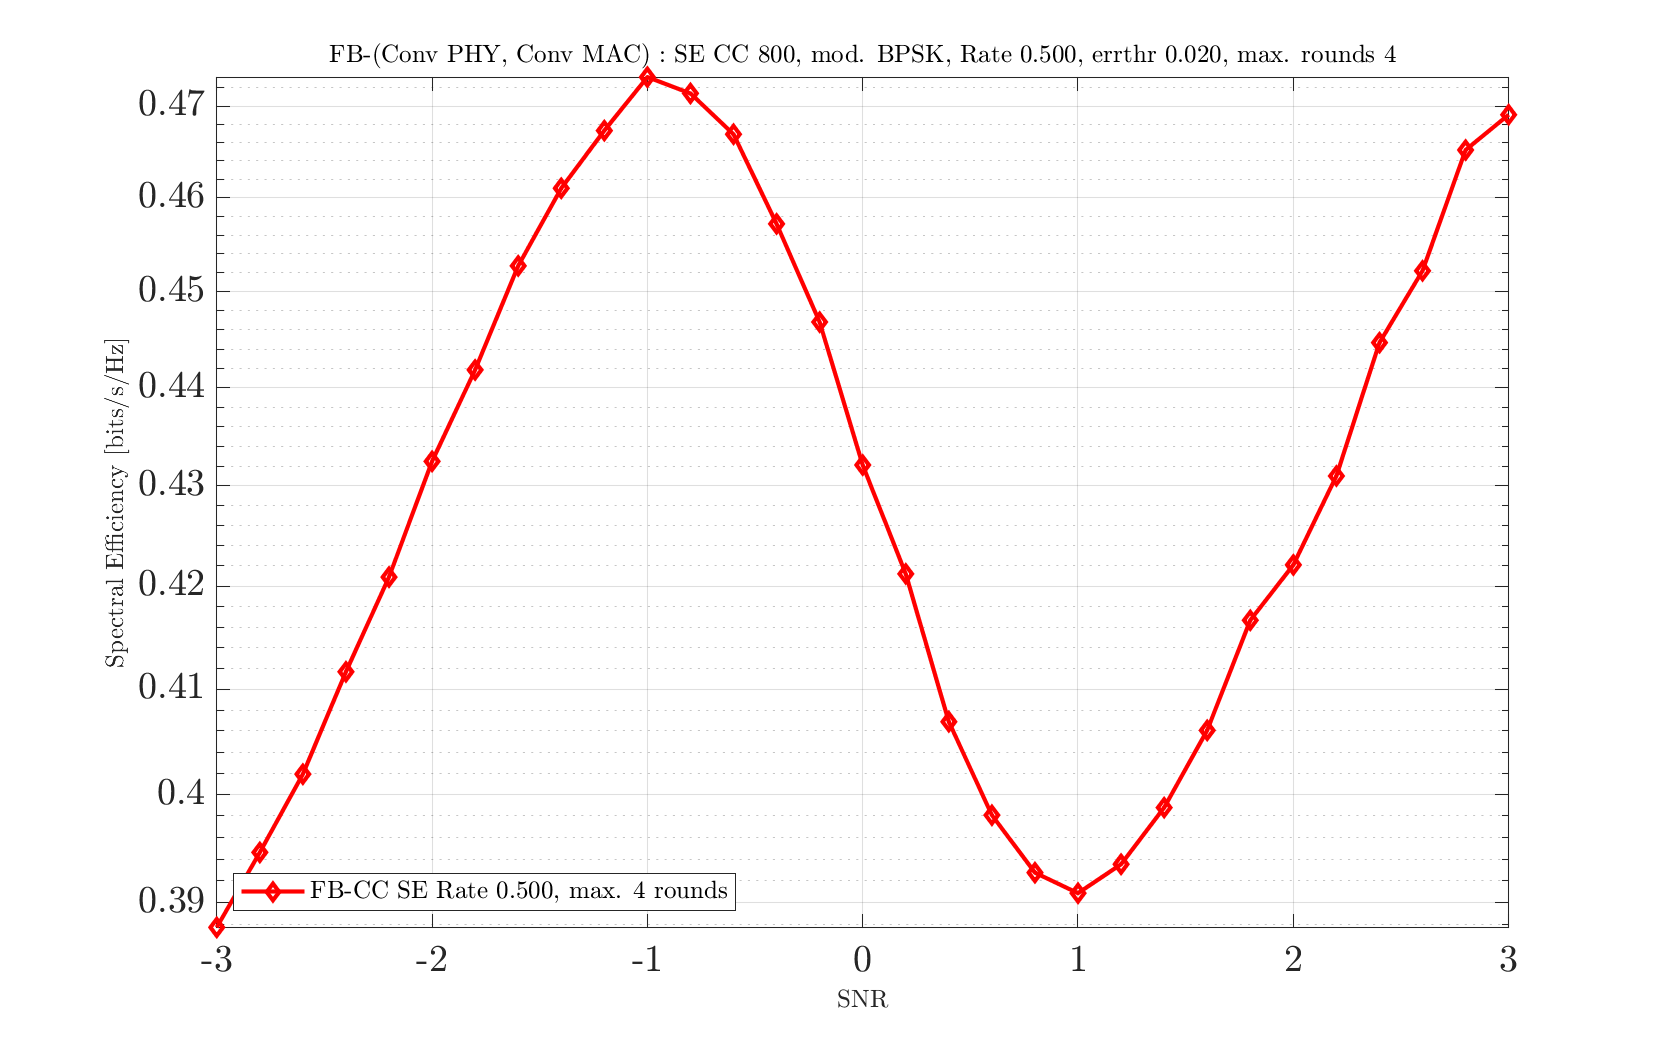 FB-(Conv PHY, Conv MAC) : SE CC 800, mod. BPSK, Rate 0.500, errthr 0.020, max. rounds 4
Spectral Efficiency [bits/s/Hz]
0.47
0.46
0.45
0.44
0.43
0.42
0.41
0.4
0.39
FB-CC SE Rate 0.500, max. 4 rounds
-3 -2 -1 0 1 2 3
SNR